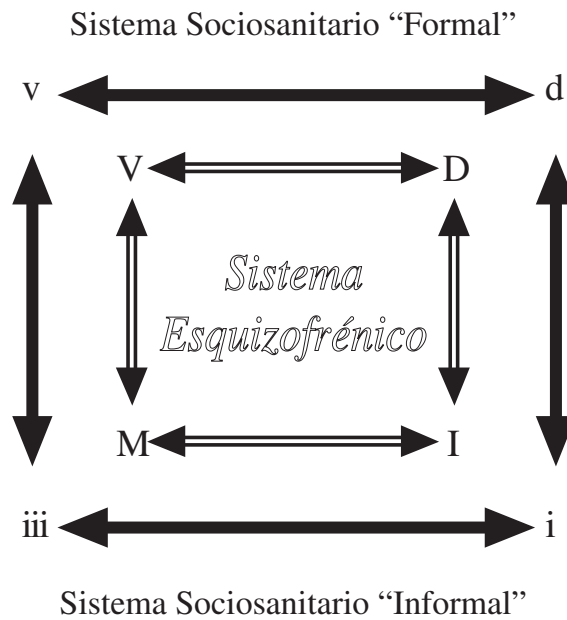 Sistema Sociosanitario “Formal”
v d
V D
Sistema
Esquizofrénico
M I
iii i
Sistema Sociosanitario “Informal”